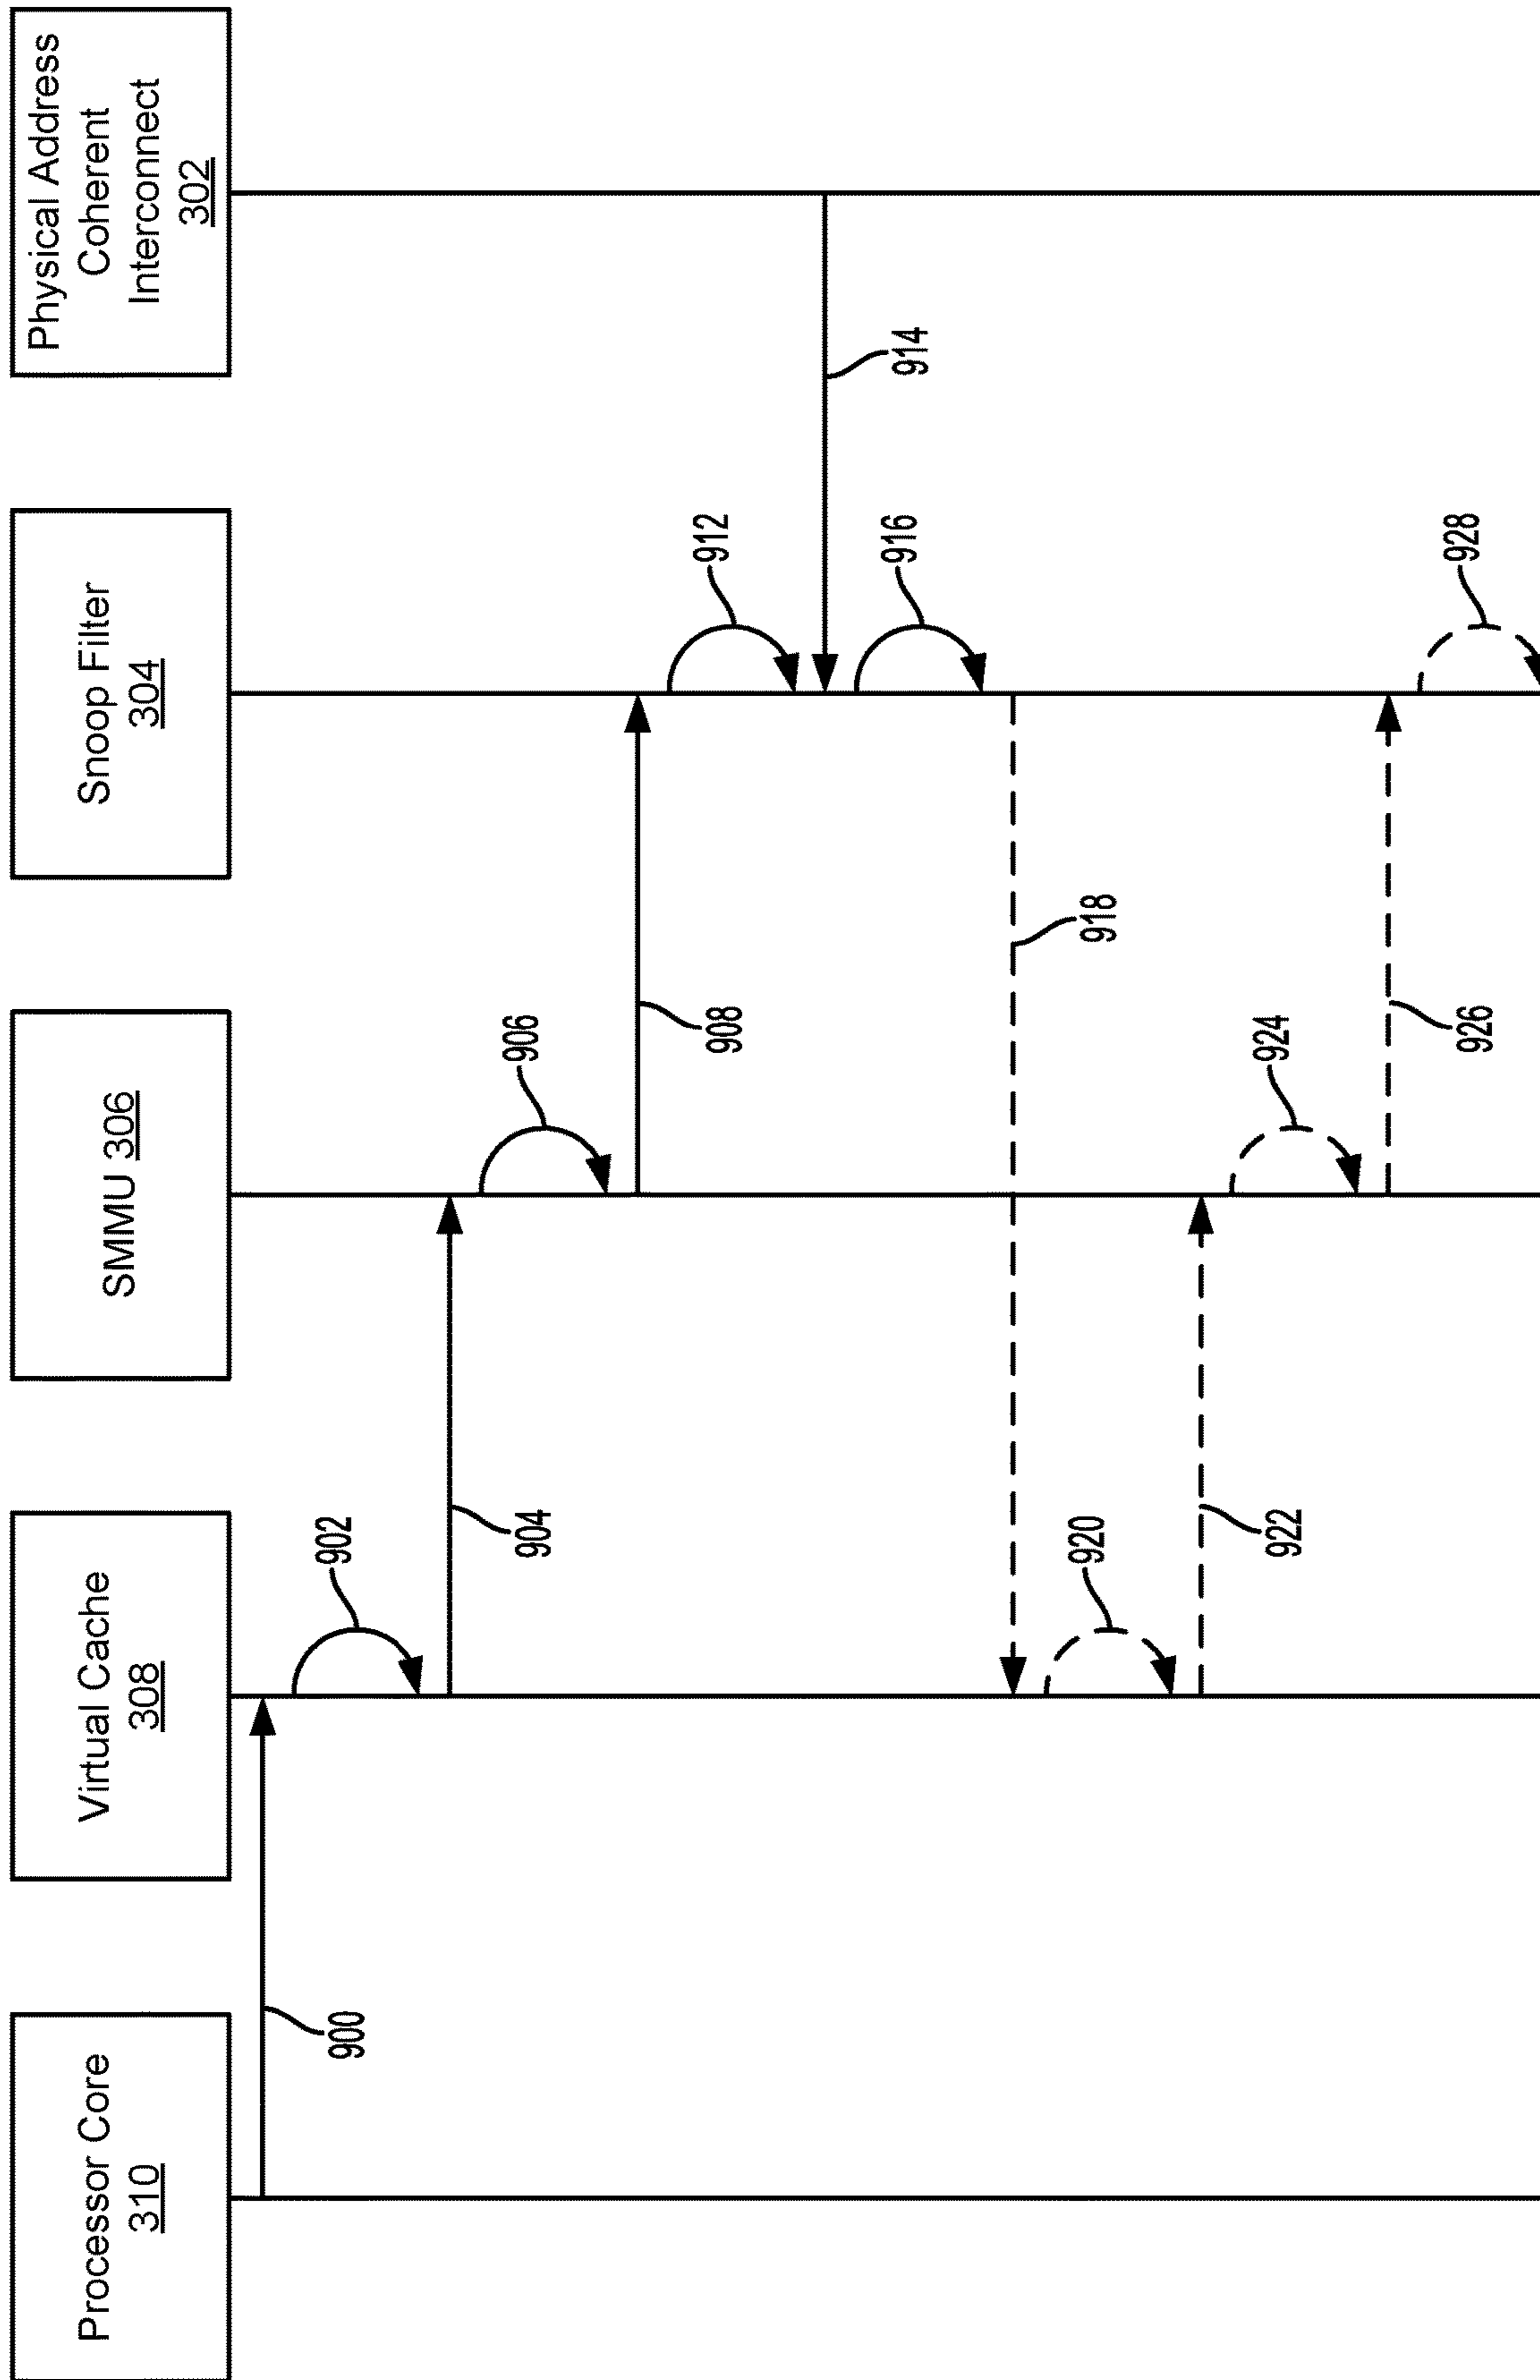 Processor Core
310
Virtual Cache
308
SMMU 306
Snoop Filter
304
Physical Address
Coherent
Interconnect
302
900
902
904
906
908
912
914
916
918
920
922
924
926
928